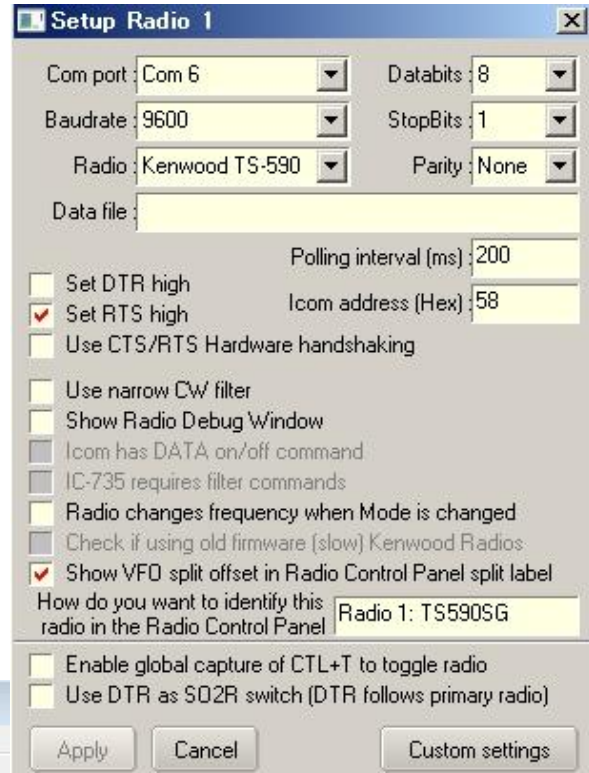 Setup Radio 1
Com port : Com 6 Databits : 8
Baudrate : 9600 StopBits : 1
Radio : Kenwood TS-590 Parity : None
Data file :
Polling interval (ms) : 200
Set DTR high
Icom address (Hex) : 58
Set RTS high
Use CTS/RTS Hardware handshaking
Use narrow CW filter
Show Radio Debug Window
Icom has DATA on/off command
IC-735 requires filter commands
Radio changes frequency when Mode is changed
Check if using old firmware (slow) Kenwood Radios
Show VFO split offset in Radio Control Panel split label
How do you want to identify this
radio in the Radio Control Panel Radio 1: TS590SG
Enable global capture of CTL+T to toggle radio
Use DTR as SO2R switch (DTR follows primary radio)
Apply Cancel Custom settings